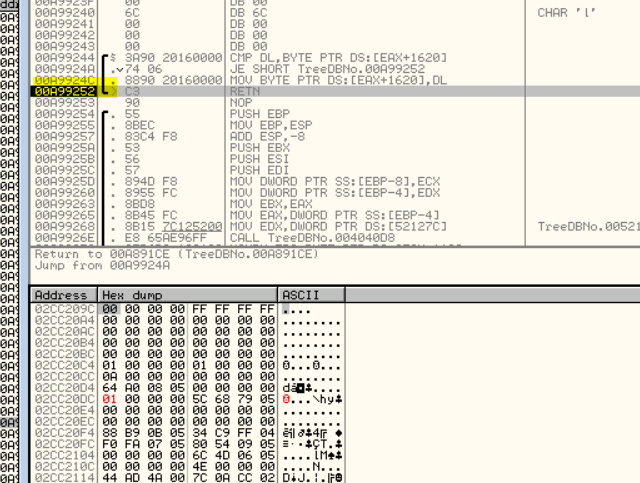 00A9923F 00 DB 00
00A99240 6C DB 6C CHAR 'l'
00A99241 00 DB 00
00A99242 00 DB 00
00A99243 00 DB 00
00A99244 $ 3A90 20160000 CMP DL,BYTE PTR DS:[EAX+1620]
00A9924A .v74 06 JE SHORT TreeDBNo.00A99252
00A9924C . 8890 20160000 MOV BYTE PTR DS:[EAX+1620],DL
00A99252 > C3 RETN
00A99253 90 NOP
00A99254 . 55 PUSH EBP
00A99255 . 8BEC MOV EBP,ESP
00A99257 . 83C4 F8 ADD ESP,-8
00A9925A . 53 PUSH EBX
00A9925B . 56 PUSH ESI
00A9925C . 57 PUSH EDI
00A9925D . 894D F8 MOV DWORD PTR SS:[EBP-8],ECX
00A99260 . 8955 FC MOV DWORD PTR SS:[EBP-4],EDX
00A99263 . 8BD8 MOV EBX,EAX
00A99265 . 8B45 FC MOV EAX,DWORD PTR SS:[EBP-4]
00A99268 . 8B15 7C125200 MOV EDX,DWORD PTR DS:[52127C] TreeDBNo.00521
00A9926E . E8 65AE96FF CALL TreeDBNo.004040D8
Return to 00A891CE (TreeDBNo.00A891CE)
Jump from 00A9924A
Address Hex dump ASCII
02CC209C 00 00 00 00 FF FF FF FF ....
02CC20A4 00 00 00 00 00 00 00 00 ........
02CC20AC 00 00 00 00 00 00 00 00 ........
02CC20B4 00 00 00 00 00 00 00 00 ........
02CC20BC 00 00 00 00 00 00 00 00 ........
02CC20C4 01 00 00 00 01 00 00 00 0...0...
02CC20CC 0A 00 00 00 00 00 00 00 ........
02CC20D4 64 A0 08 05 00 00 00 00 dá◘♣....
02CC20DC 01 00 00 00 5C 68 79 05 0...\hy♣
02CC20E4 00 00 00 00 00 00 00 00 ........
02CC20EC 00 00 00 00 00 00 00 00 ........
02CC20F4 88 B9 0B 05 34 C9 FF 04
02CC20FC F0 FA 07 05 80 54 09 05
02CC2104 00 00 00 00 6C 4D 06 05 ....lM♠♣
02CC210C 00 00 00 00 4E 00 00 00 ....N...
02CC2114 44 AD 4A 00 7C 0A CC 02